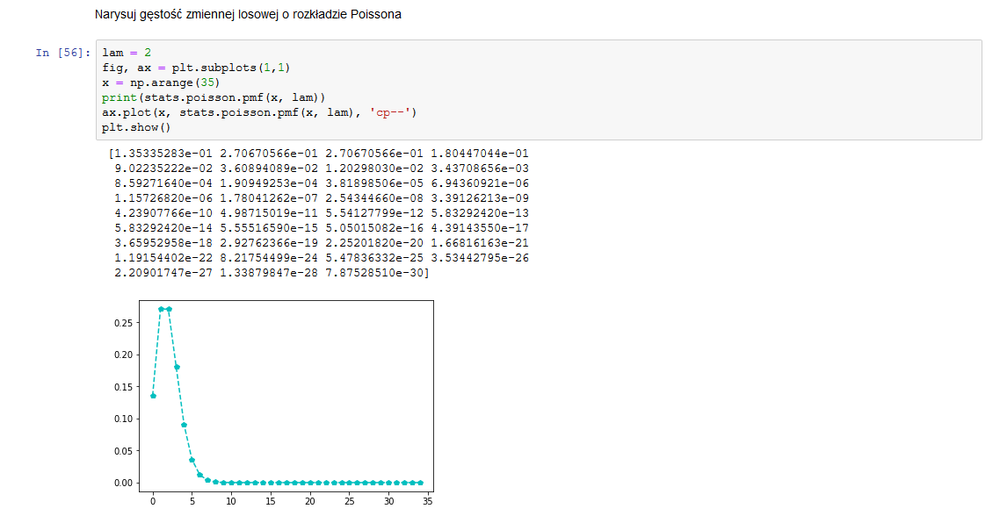 Narysuj gęstość zmiennej losowej o rozkładzie Poissona
In [56]:
lam = 2
fig, ax = plt.subplots(1,1)
x = np.arange(35)
print(stats.poisson.pmf(x, lam))
ax.plot(x, stats.poisson.pmf(x, lam), 'cp--')
plt.show()
[1.35335283e-01 2.70670566e-01 2.70670566e-01 1.80447044e-01
9.02235222e-02 3.60894089e-02 1.20298030e-02 3.43708656e-03
8.59271640e-04 1.90949253e-04 3.81898506e-05 6.94360921e-06
1.15726820e-06 1.78041262e-07 2.54344660e-08 3.39126213e-09
4.23907766e-10 4.98715019e-11 5.54127799e-12 5.83292420e-13
5.83292420e-14 5.55516590e-15 5.05015082e-16 4.39143550e-17
3.65952958e-18 2.92762366e-19 2.25201820e-20 1.66816163e-21
1.19154402e-22 8.21754499e-24 5.47836332e-25 3.53442795e-26
2.20901747e-27 1.33879847e-28 7.87528510e-30]
0.25
0.20
0.15
0.10
0.05
0.00
0 5 10 15 20 25 30 35